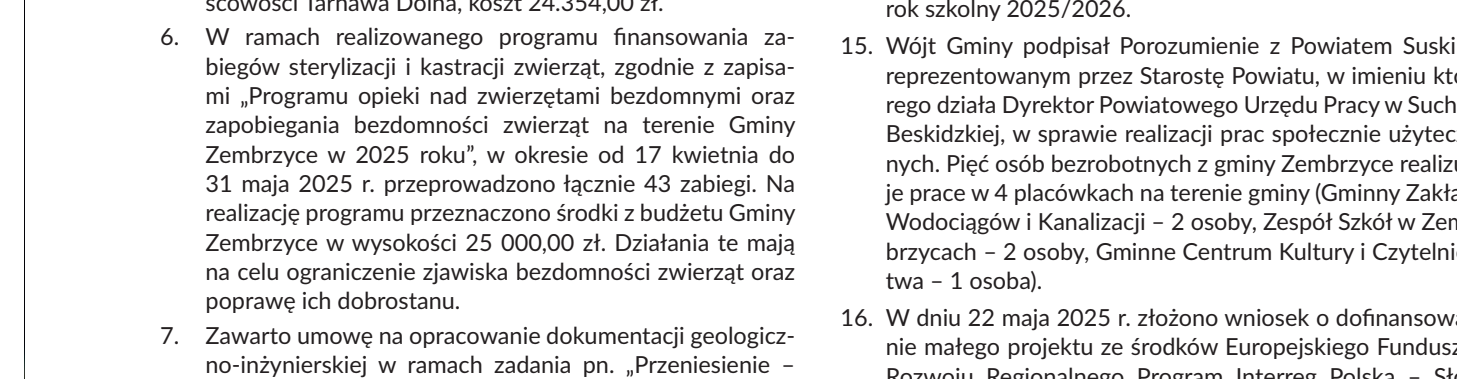 scowości Tarnawa Dolna, koszt 24.354,00 zł.
6. W ramach realizowanego programu finansowania za-
biegów sterylizacji i kastracji zwierząt, zgodnie z zapisa-
mi „Programu opieki nad zwierzętami bezdomnymi oraz
zapobiegania bezdomności zwierząt na terenie Gminy
Zembrzyce w 2025 roku”, w okresie od 17 kwietnia do
31 maja 2025 r. przeprowadzono łącznie 43 zabiegi. Na
realizację programu przeznaczono środki z budżetu Gminy
Zembrzyce w wysokości 25 000,00 zł. Działania te mają
na celu ograniczenie zjawiska bezdomności zwierząt oraz
poprawę ich dobrostanu.
7. Zawarto umowę na opracowanie dokumentacji geologicz-
no-inżynierskiej w ramach zadania pn. „Przeniesienie –
rok szkolny 2025/2026.
15. Wójt Gminy podpisał Porozumienie z Powiatem Suski
reprezentowanym przez Starostę Powiatu, w imieniu któ
rego działa Dyrektor Powiatowego Urzędu Pracy w Such
Beskidzkiej, w sprawie realizacji prac społecznie użytecz
nych. Pięć osób bezrobotnych z gminy Zembrzyce realizu
je prace w 4 placówkach na terenie gminy (Gminny Zakła
Wodociągów i Kanalizacji – 2 osoby, Zespół Szkół w Zem
brzycach – 2 osoby, Gminne Centrum Kultury i Czytelni
twa – 1 osoba).
16. W dniu 22 maja 2025 r. złożono wniosek o dofinansowa
nie małego projektu ze środków Europejskiego Fundusz
Rozwoju Regionalnego Program Interreg Polska – Sło